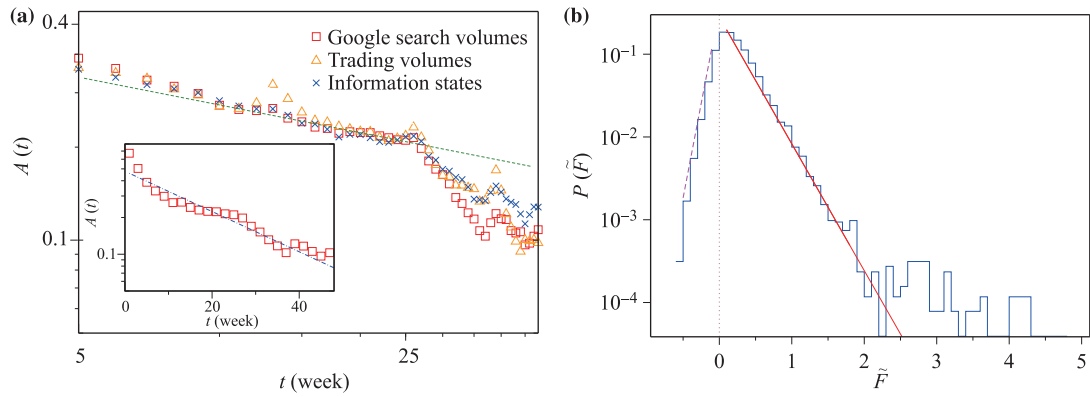 (a)
0.4
0.1
A (t)
5
25
t (week)
Google search volumes
Trading volumes
Information states
A (t)
0.1
0
20
40
t (week)
(b)
10⁻¹
10⁻²
10⁻³
10⁻⁴
P (F̃)
0
1
2
3
4
5
F̃